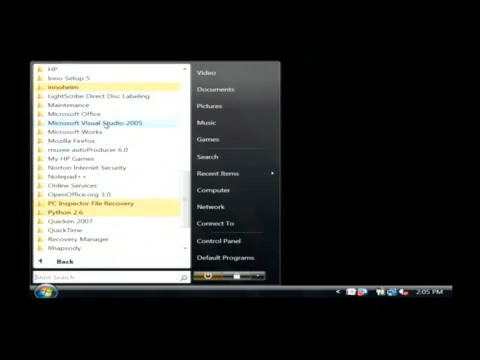 HP
Inno Setup 5
innohelm
LightScribe Direct Disc Labeling
Maintenance
Microsoft Office
Microsoft Visual Studio 2005
Microsoft Works
Mozilla Firefox
muvee autoProducer 6.0
My HP Games
Norton Internet Security
Notepad++
Online Services
OpenOffice.org 3.0
PC Inspector File Recovery
Python 2.6
Quicken 2007
QuickTime
Recovery Manager
Rhapsody
Back
Start Search
Video
Documents
Pictures
Music
Games
Search
Recent Items
Computer
Network
Connect To
Control Panel
Default Programs
2:05 PM